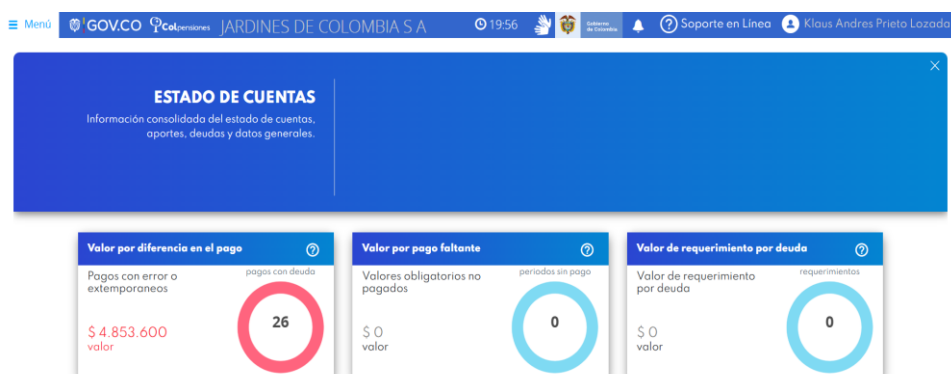 Menú GOV.CO Colpensiones JARDINES DE COLOMBIA S A 19:56 Gobierno de Colombia Soporte en Línea Klaus Andres Prieto Lozada
ESTADO DE CUENTAS
Información consolidada del estado de cuentas,
aportes, deudas y datos generales.
Valor por diferencia en el pago
pagos con deuda
Pagos con error o
extemporaneos
26
$ 4.853.600
valor
Valor por pago faltante
periodos sin pago
Valores obligatorios no
pagados
0
$ 0
valor
Valor de requerimiento por deuda
requerimientos
Valor de requerimiento
por deuda
0
$ 0
valor